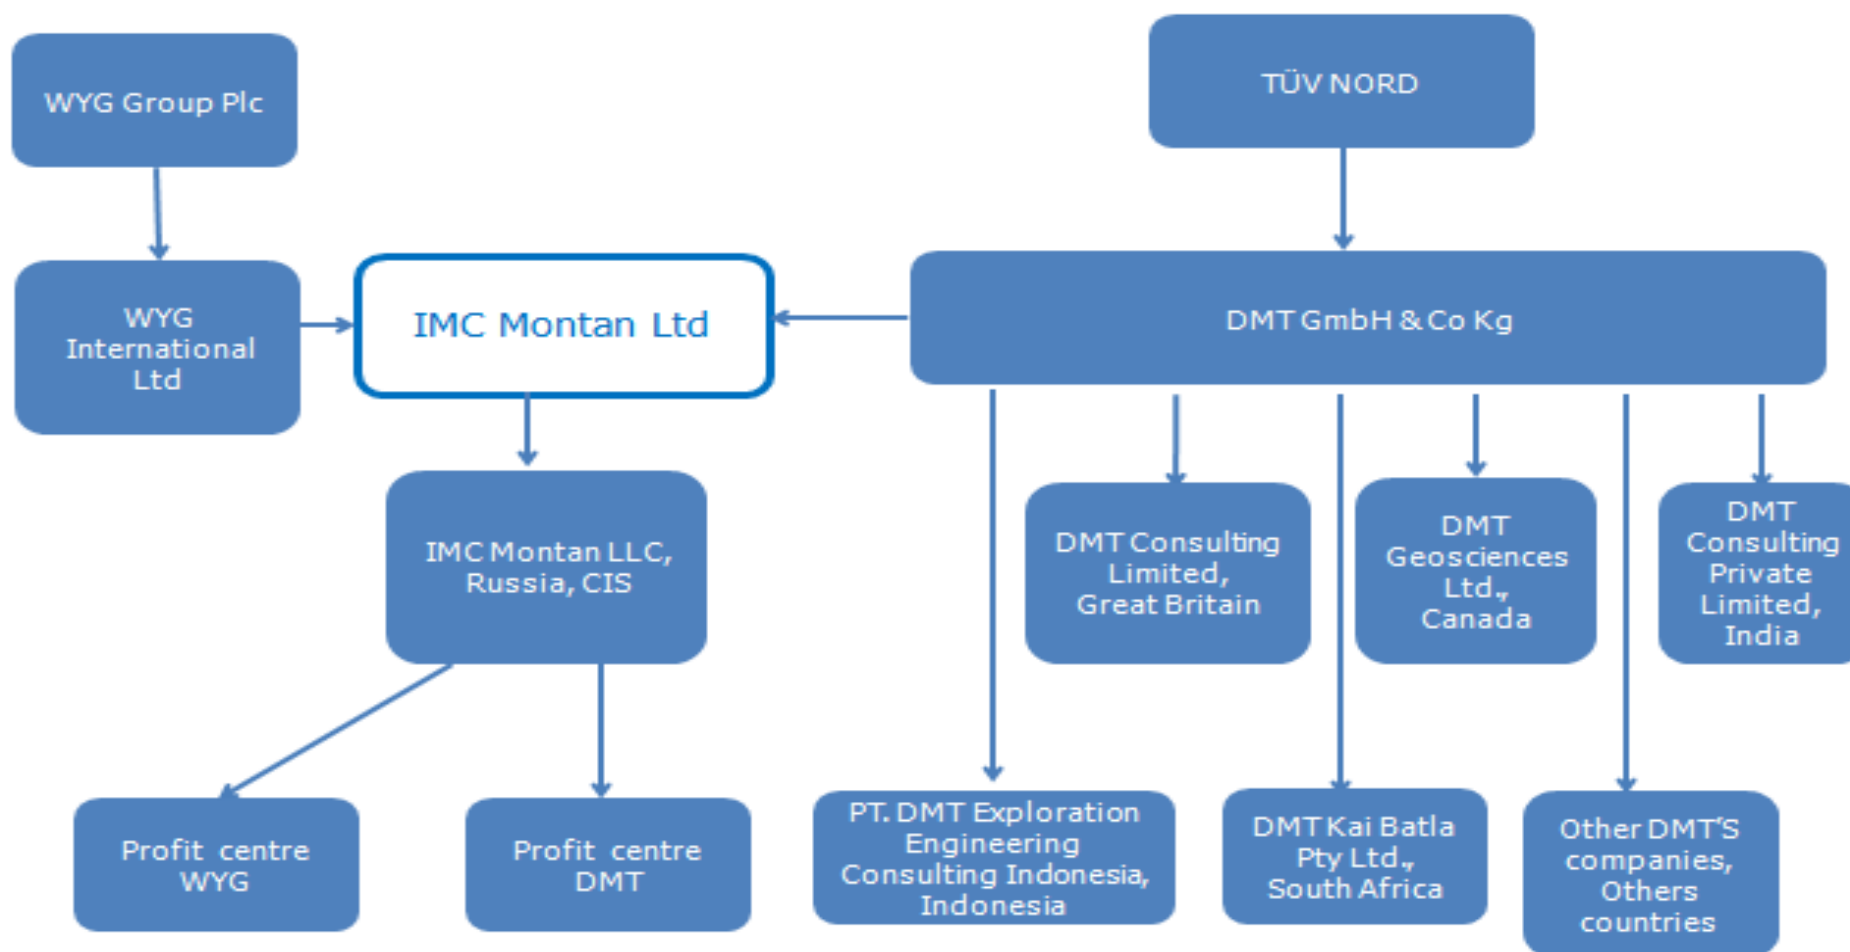 WYG Group Plc
TÜV NORD
WYG
International
Ltd
IMC Montan Ltd
DMT GmbH & Co Kg
IMC Montan LLC,
Russia, CIS
DMT Consulting
Limited,
Great Britain
DMT
Geosciences
Ltd.,
Canada
DMT
Consulting
Private
Limited,
India
Profit centre
WYG
Profit centre
DMT
PT. DMT Exploration
Engineering
Consulting Indonesia,
Indonesia
DMT Kai Batla
Pty Ltd.,
South Africa
Other DMT'S
companies,
Others
countries